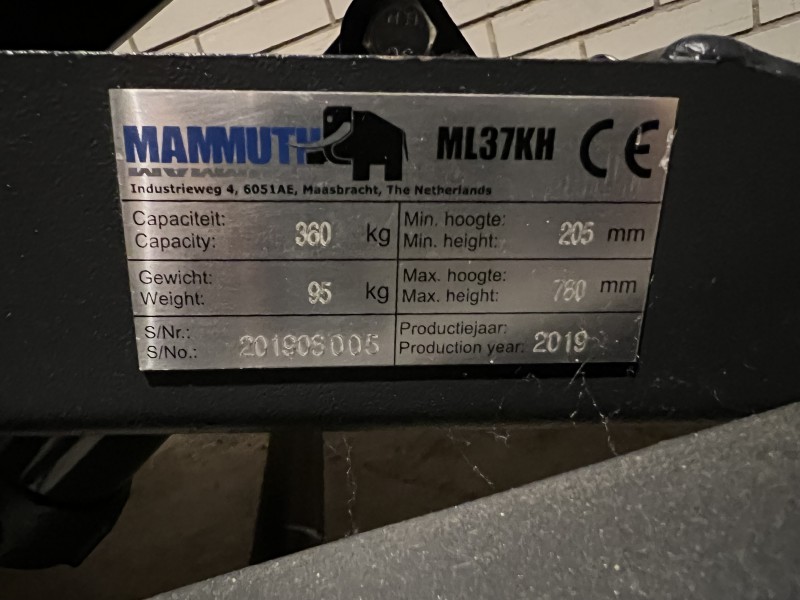 MAMMUTH ML37KH CE
Industrieweg 4, 6051AE, Maasbracht, The Netherlands
Capaciteit:
Capacity: 360 kg
Min. hoogte:
Min. height: 205 mm
Gewicht:
Weight: 95 kg
Max. hoogte:
Max. height: 760 mm
S/Nr.:
S/No.: 201906005
Productiejaar:
Production year: 2019